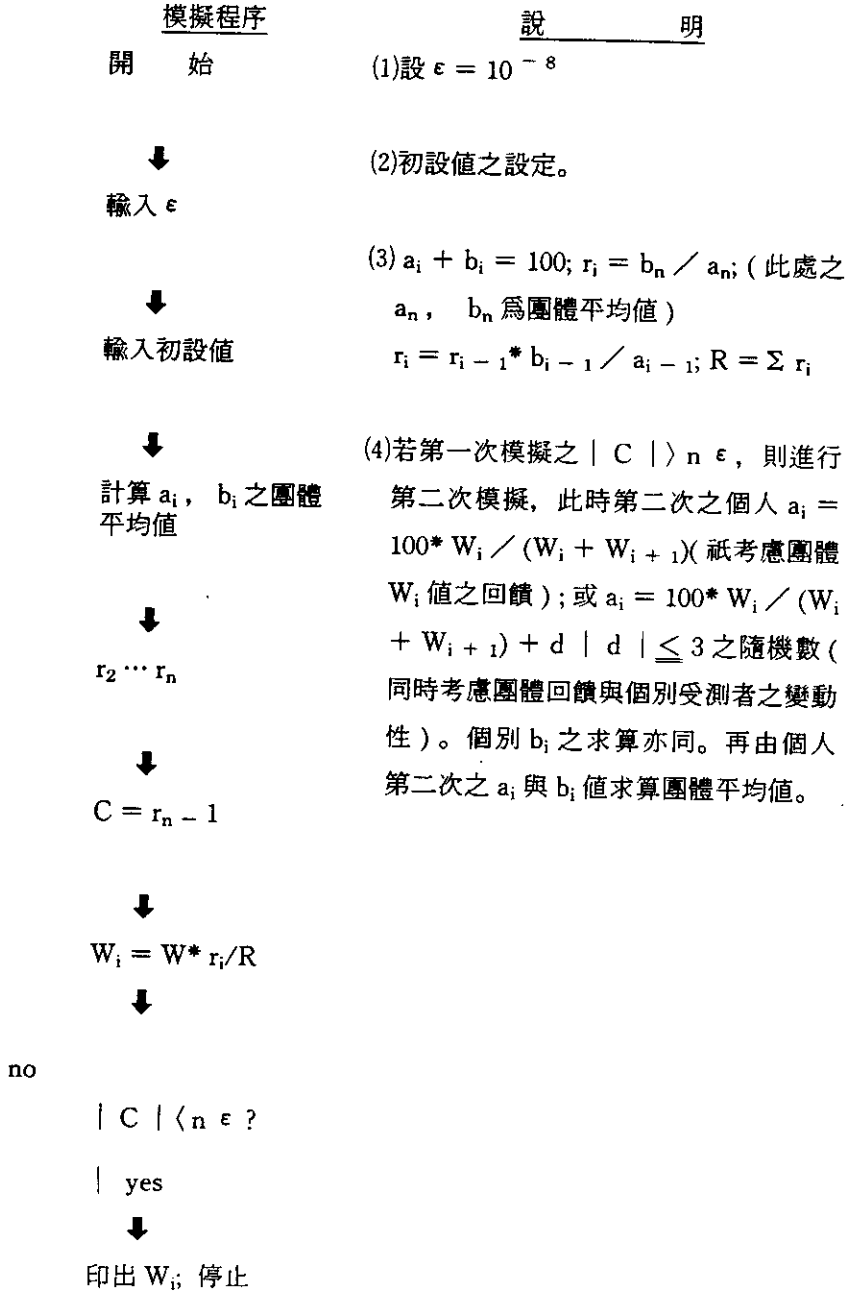 模擬程序
開 始
輸入 ε
輸入初設値
計算 aᵢ， bᵢ 之團體
平均値
r₂ ⋯ rₙ
C = rₙ − 1
Wᵢ = W* rᵢ/R
no
| C |〈 n ε ?
| yes
印出 Wᵢ; 停止
說 明
(1)設 ε = 10⁻⁸
(2)初設値之設定。
(3) aᵢ + bᵢ = 100; rᵢ = bₙ ／ aₙ; ( 此處之
aₙ， bₙ 爲團體平均値 )
rᵢ = rᵢ₋₁* bᵢ₋₁ ／ aᵢ₋₁; R = Σ rᵢ
(4)若第一次模擬之 | C |〉n ε，則進行
第二次模擬，此時第二次之個人 aᵢ =
100* Wᵢ ／ (Wᵢ + Wᵢ₊₁)( 祇考慮團體
Wᵢ 値之回饋 ) ; 或 aᵢ = 100* Wᵢ ／ (Wᵢ
+ Wᵢ₊₁) + d | d | ≦ 3 之隨機數 (
同時考慮團體回饋與個別受測者之變動
性 )。個別 bᵢ 之求算亦同。再由個人
第二次之 aᵢ 與 bᵢ 値求算團體平均値。